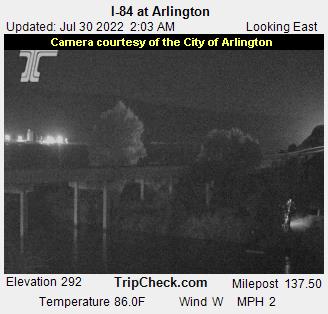 I-84 at Arlington
Updated: Jul 30 2022  2:03 AM Looking East
Camera courtesy of the City of Arlington
Elevation 292 TripCheck.com Milepost 137.50
Temperature 86.0F Wind W MPH 2